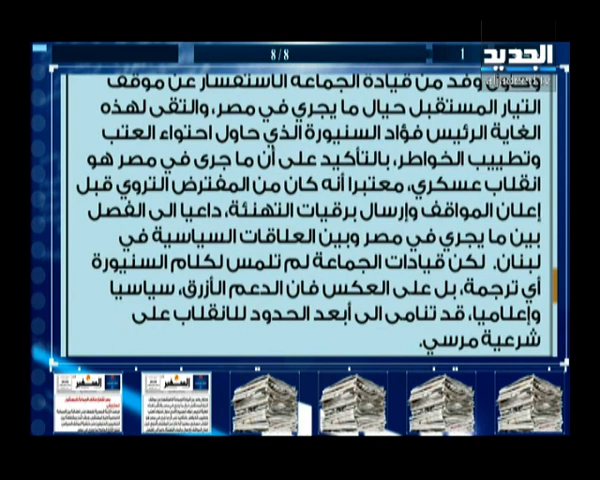 8/8
1
الجديد
وحاول وفد من قيادة الجماعة الاستفسار عن موقف
التيار المستقبل حيال ما يجري في مصر، والتقى لهذه
الغاية الرئيس فؤاد السنيورة الذي حاول احتواء العتب
وتطييب الخواطر، بالتأكيد على أن ما جرى في مصر هو
انقلاب عسكري، معتبرا أنه كان من المفترض التروي قبل
إعلان المواقف وإرسال برقيات التهنئة، داعيا الى الفصل
بين ما يجري في مصر وبين العلاقات السياسية في
لبنان. لكن قيادات الجماعة لم تلمس لكلام السنيورة
أي ترجمة، بل على العكس فان الدعم الأزرق، سياسيا
وإعلاميا، قد تنامى الى أبعد الحدود للانقلاب على
شرعية مرسي.
السفير
السفير